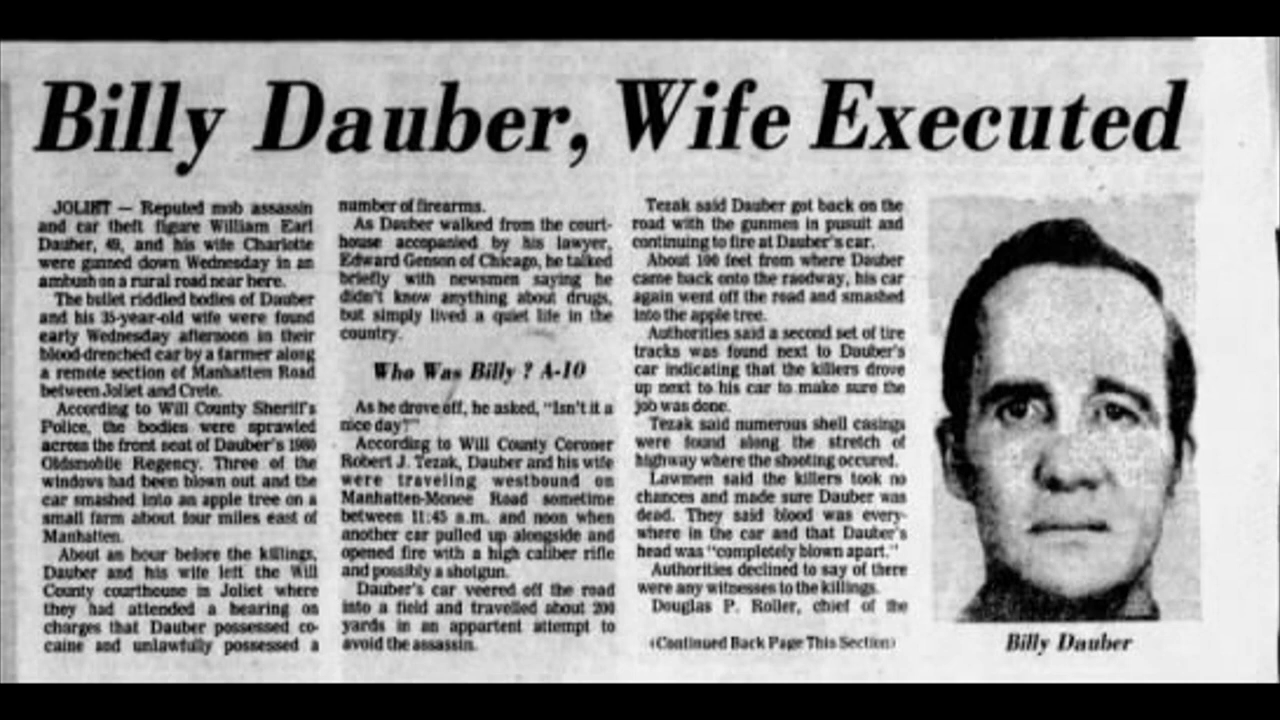 Billy Dauber, Wife Executed
JOLIET — Reputed mob assassin
and car theft figure William Earl
Dauber, 49, and his wife Charlotte
were gunned down Wednesday in an
ambush on a rural road near here.
The bullet riddled bodies of Dauber
and his 35-year-old wife were found
early Wednesday afternoon in their
blood-drenched car by a farmer along
a remote section of Manhatten Road
between Joliet and Crete.
According to Will County Sheriff's
Police, the bodies were sprawled
across the front seat of Dauber's 1980
Oldsmobile Regency. Three of the
windows had been blown out and the
car smashed into an apple tree on a
small farm about four miles east of
Manhatten.
About an hour before the killings,
Dauber and his wife left the Will
County courthouse in Joliet where
they had attended a hearing on
charges that Dauber possessed co-
caine and unlawfully possessed a
number of firearms.
As Dauber walked from the court-
house accopanied by his lawyer,
Edward Genson of Chicago, he talked
briefly with newsmen saying he
didn't know anything about drugs,
but simply lived a quiet life in the
country.
Who Was Billy ? A-10
As he drove off, he asked, "Isn't it a
nice day?"
According to Will County Coroner
Robert J. Tezak, Dauber and his wife
were traveling westbound on
Manhatten-Monee Road sometime
between 11:45 a.m. and noon when
another car pulled up alongside and
opened fire with a high caliber rifle
and possibly a shotgun.
Dauber's car veered off the road
into a field and travelled about 200
yards in an appartent attempt to
avoid the assassin.
Tezak said Dauber got back on the
road with the gunmen in pusuit and
continuing to fire at Dauber's car.
About 100 feet from where Dauber
came back onto the raodway, his car
again went off the road and smashed
into the apple tree.
Authorities said a second set of tire
tracks was found next to Dauber's
car indicating that the killers drove
up next to his car to make sure the
job was done.
Tezak said numerous shell casings
were found along the stretch of
highway where the shooting occured.
Lawmen said the killers took no
chances and made sure Dauber was
dead. They said blood was every-
where in the car and that Dauber's
head was "completely blown apart."
Authorities declined to say of there
were any witnesses to the killings.
Douglas P. Roller, chief of the
(Continued Back Page This Section)
Billy Dauber